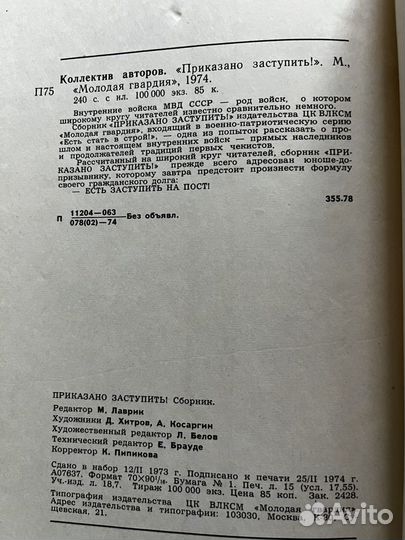 Коллектив авторов. «Приказано заступить!». М.,
П75 «Молодая гвардия», 1974.
240 с. с ил. 100 000 экз. 85 к.
Внутренние войска МВД СССР — род войск, о котором
широкому кругу читателей известно сравнительно немного.
Сборник «ПРИКАЗАНО ЗАСТУПИТЬ!» издательства ЦК ВЛКСМ
«Молодая гвардия», входящий в военно-патриотическую серию
«Есть стать в строй!», — одна из попыток рассказать о про-
шлом и настоящем внутренних войск — прямых наследников
и продолжателей традиций первых чекистов.
Рассчитанный на широкий круг читателей, сборник «ПРИ-
КАЗАНО ЗАСТУПИТЬ!» прежде всего адресован юноше-до-
призывнику, которому завтра предстоит произнести формулу
своего гражданского долга:
— ЕСТЬ ЗАСТУПИТЬ НА ПОСТ!
355.78
П 11204—063
078(02)—74 Без объявл.
ПРИКАЗАНО ЗАСТУПИТЬ! Сборник.
Редактор М. Лаврик
Художники Д. Хитров, А. Косаргин
Художественный редактор Л. Белов
Технический редактор Е. Брауде
Корректор К. Пипикова
Сдано в набор 12/II 1973 г. Подписано к печати 25/II 1974 г.
А07637. Формат 70×90¹/₁₆. Бумага № 1. Печ. л. 15 (усл. 17,55).
Уч.-изд. л. 18,7. Тираж 100 000 экз. Цена 85 коп. Зак. 2428.
Типография издательства ЦК ВЛКСМ «Молодая гвардия».
Адрес издательства и типографии: 103030, Москва,
щевская, 21.
Avito